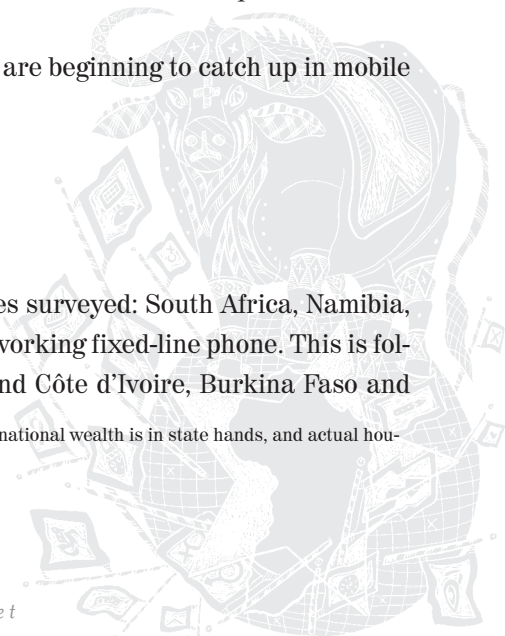 are beginning to catch up in mobile
es surveyed: South Africa, Namibia,
working fixed-line phone. This is fol-
nd Côte d'Ivoire, Burkina Faso and
national wealth is in state hands, and actual hou-
e t